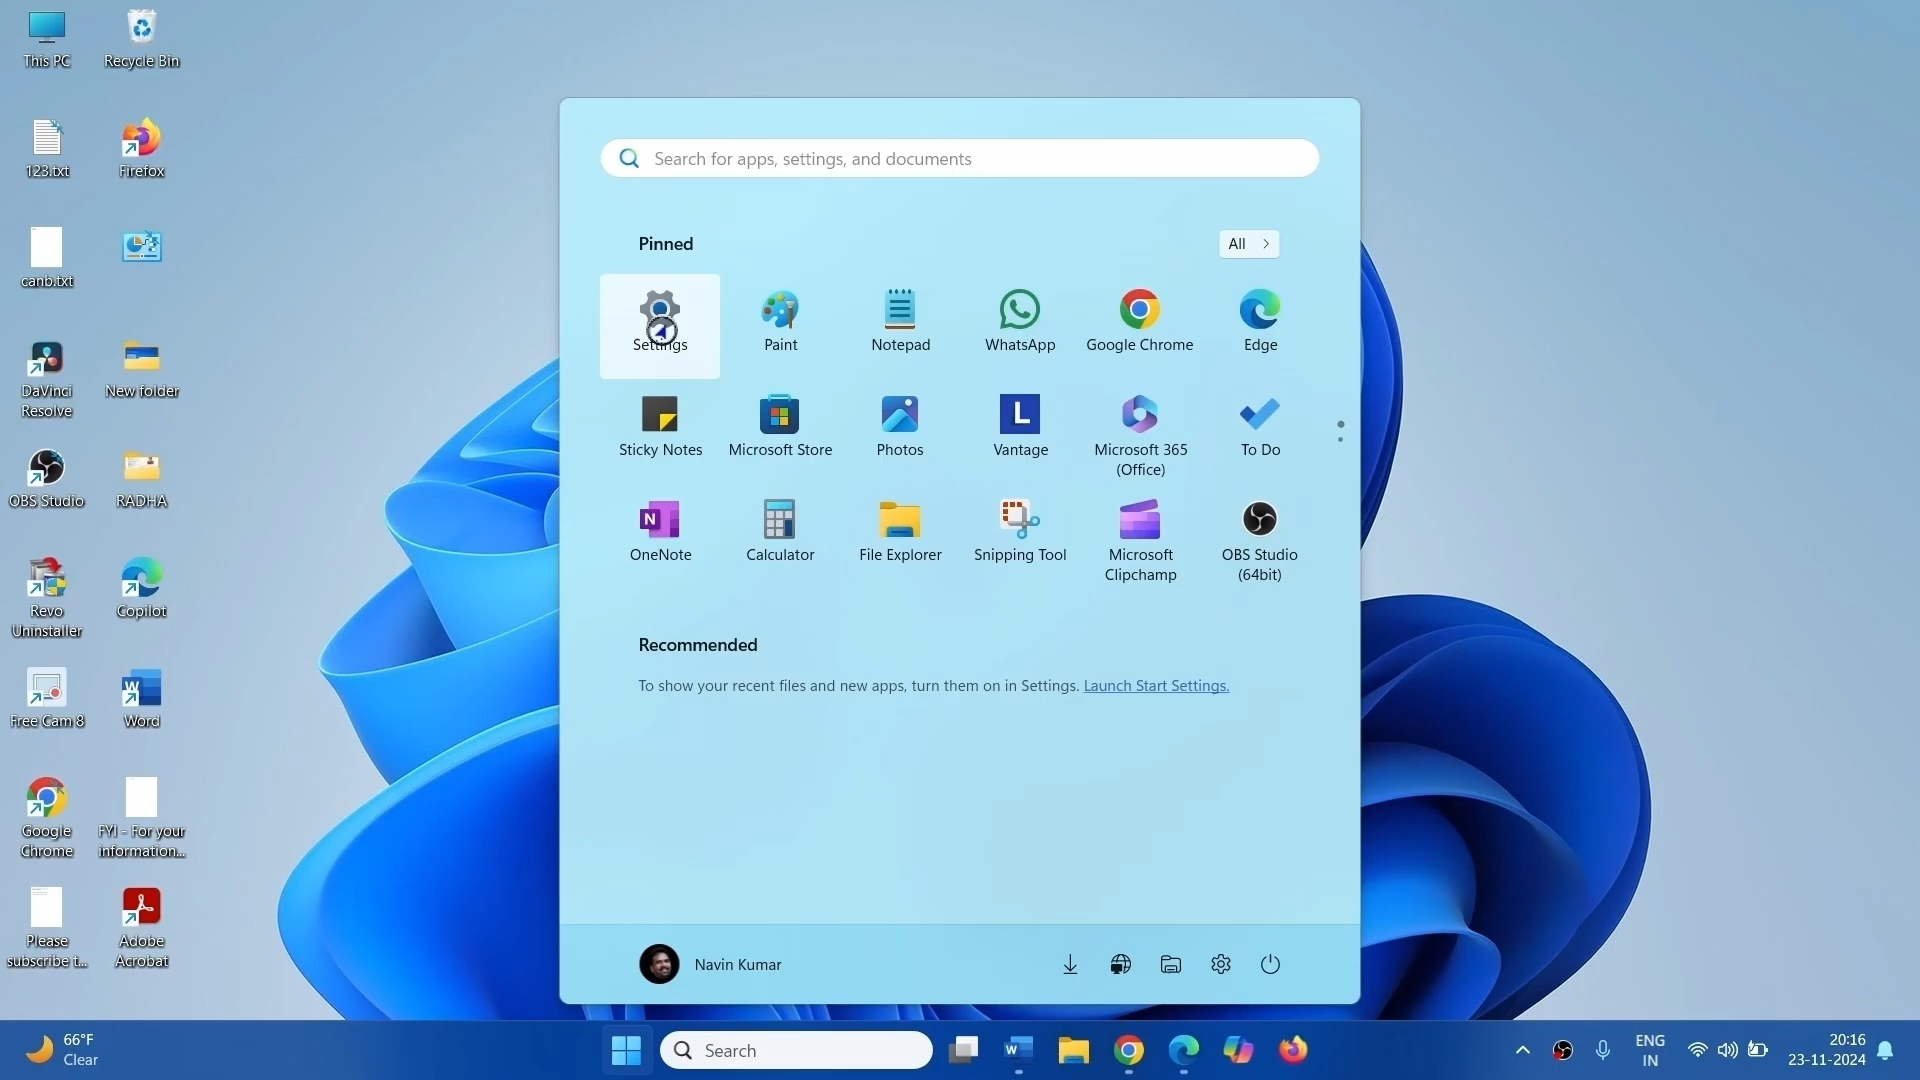 This PC
Recycle Bin
123.txt
Firefox
canb.txt
DaVinci
Resolve
New folder
OBS Studio
RADHA
Revo
Uninstaller
Copilot
Free Cam 8
Word
Google
Chrome
FYI - For your
information...
Please
subscribe t...
Adobe
Acrobat
Search for apps, settings, and documents
Pinned
All
Settings
Paint
Notepad
WhatsApp
Google Chrome
Edge
Sticky Notes
Microsoft Store
Photos
L
Vantage
Microsoft 365
(Office)
To Do
N
OneNote
Calculator
File Explorer
Snipping Tool
Microsoft
Clipchamp
OBS Studio
(64bit)
Recommended
To show your recent files and new apps, turn them on in Settings. Launch Start Settings.
Navin Kumar
66°F
Clear
Search
ENG
IN
20:16
23-11-2024